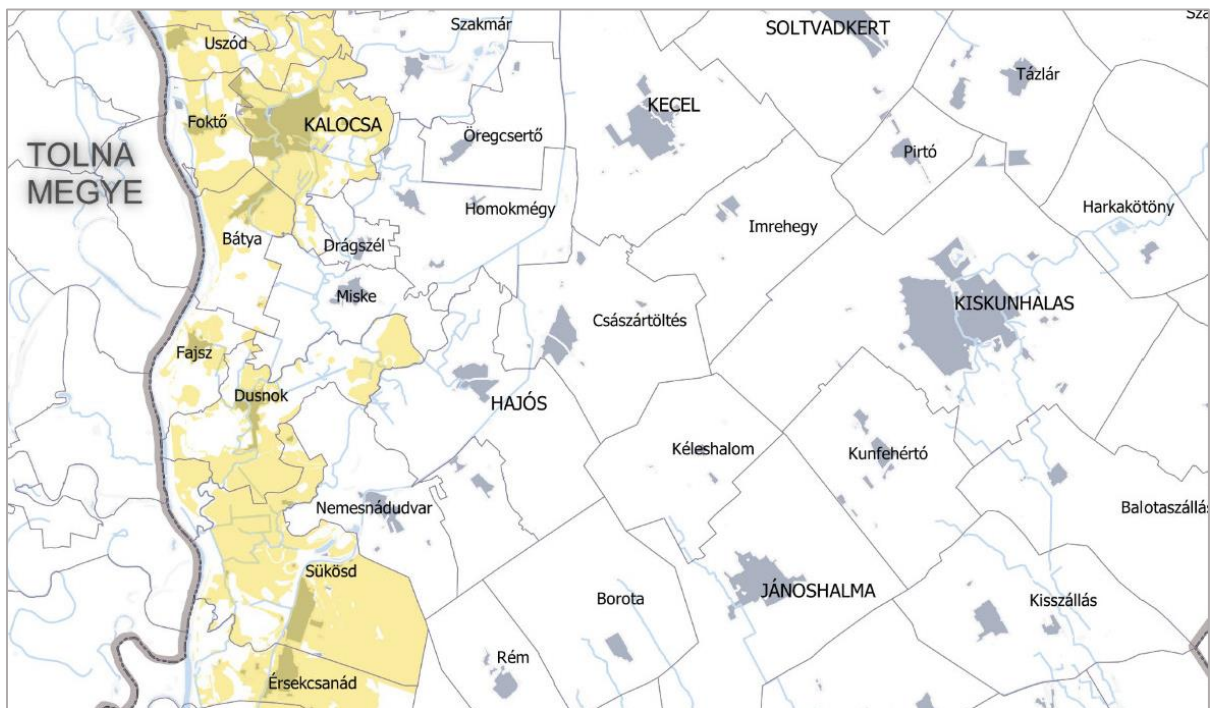 Szakmár
SOLTVADKERT
Uszód
Tázlár
KECEL
Foktő
KALOCSA
Öregcsertő
TOLNA
MEGYE
Pirtó
Homokmégy
Harkakötöny
Imrehegy
Bátya
Drágszél
Miske
KISKUNHALAS
Császártöltés
Fajsz
Dusnok
HAJÓS
Kéleshalom
Kunfehértó
Nemesnádudvar
Balotaszállás
Sükösd
JÁNOSHALMA
Borota
Kisszállás
Rém
Érsekcsanád